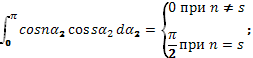 ∫₀^π cosnα₂ cossα₂ dα₂ = { 0 при n ≠ s
π/2 при n = s ;